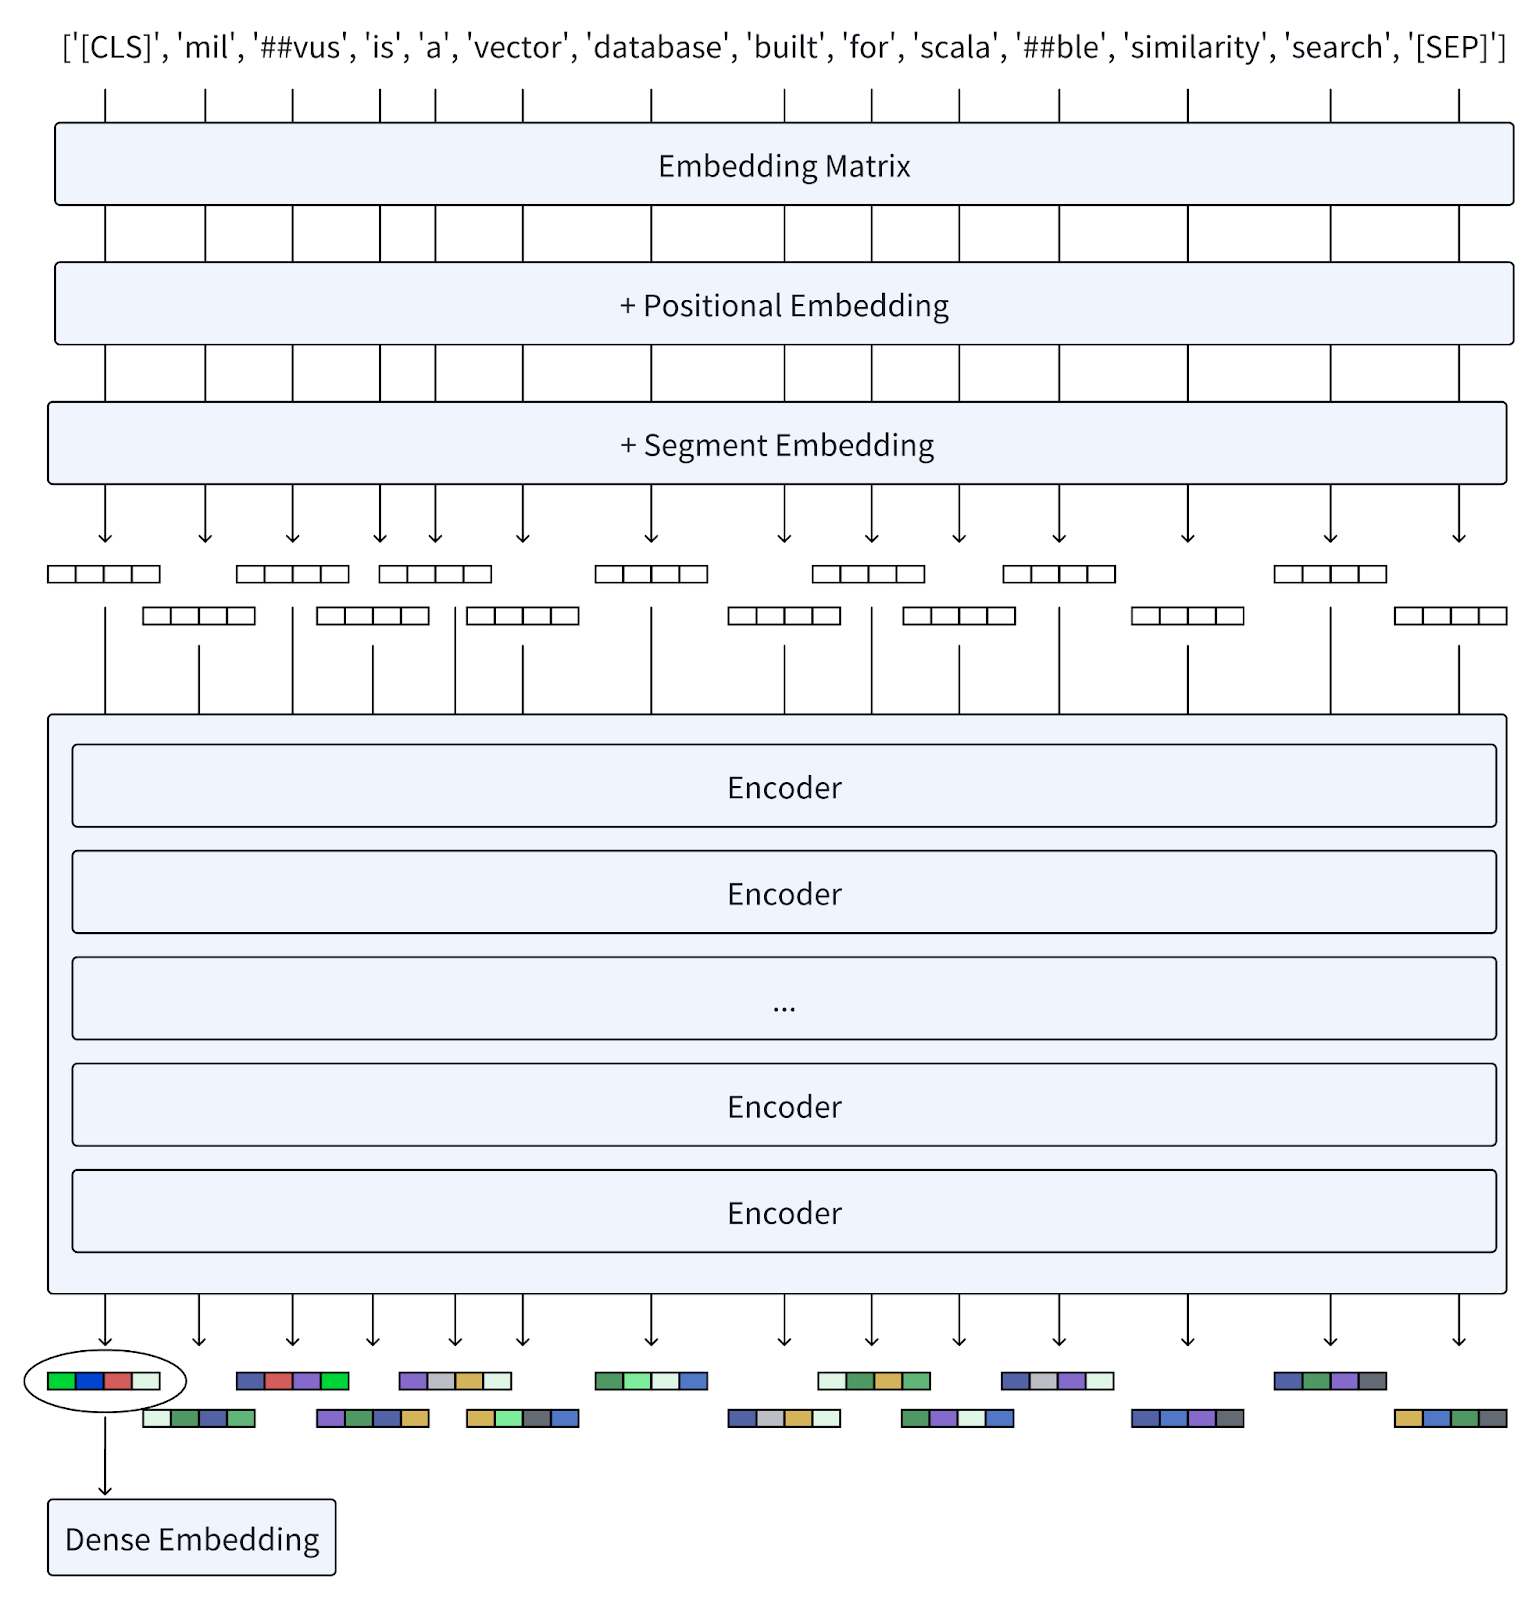 ['[CLS]', 'mil', '##vus', 'is', 'a', 'vector', 'database', 'built', 'for', 'scala', '##ble', 'similarity', 'search', '[SEP]']
Embedding Matrix
+ Positional Embedding
+ Segment Embedding
Encoder
Encoder
...
Encoder
Encoder
Dense Embedding